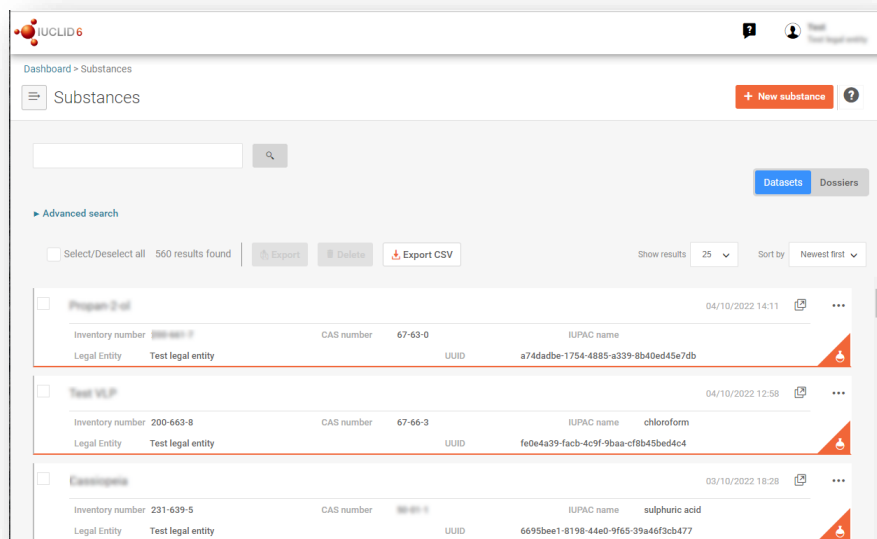 IUCLID 6
Dashboard > Substances
Substances
+ New substance
Datasets Dossiers
▸ Advanced search
Select/Deselect all 560 results found Export Delete Export CSV Show results 25 Sort by Newest first
04/10/2022 14:11
Inventory number CAS number 67-63-0 IUPAC name
Legal Entity Test legal entity UUID a74dadbe-1754-4885-a339-8b40ed45e7db
04/10/2022 12:58
Inventory number 200-663-8 CAS number 67-66-3 IUPAC name chloroform
Legal Entity Test legal entity UUID fe0e4a39-facb-4c9f-9baa-cf8b45bed4c4
03/10/2022 18:28
Inventory number 231-639-5 CAS number IUPAC name sulphuric acid
Legal Entity Test legal entity UUID 6695bee1-8198-44e0-9f65-39a46f3cb477